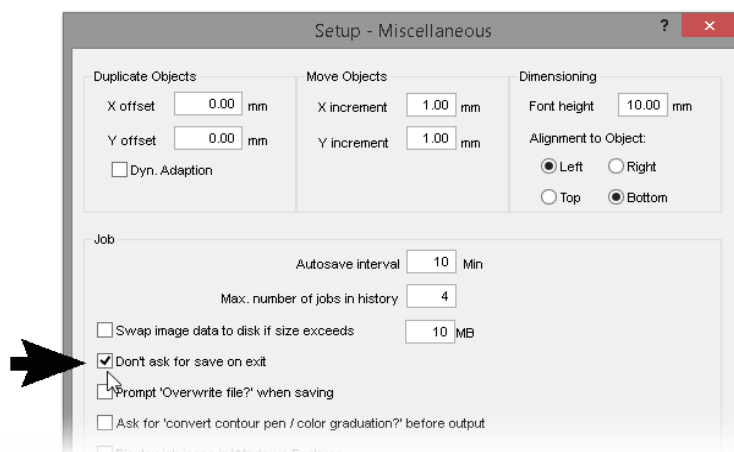 Setup - Miscellaneous ?
Duplicate Objects Move Objects Dimensioning
X offset 0.00 mm X increment 1.00 mm Font height 10.00 mm
Y offset 0.00 mm Y increment 1.00 mm Alignment to Object:
Dyn. Adaption Left Right
Top Bottom
Job
Autosave interval 10 Min
Max. number of jobs in history 4
Swap image data to disk if size exceeds 10 MB
Don't ask for save on exit
Prompt 'Overwrite file?' when saving
Ask for 'convert contour pen / color graduation?' before output